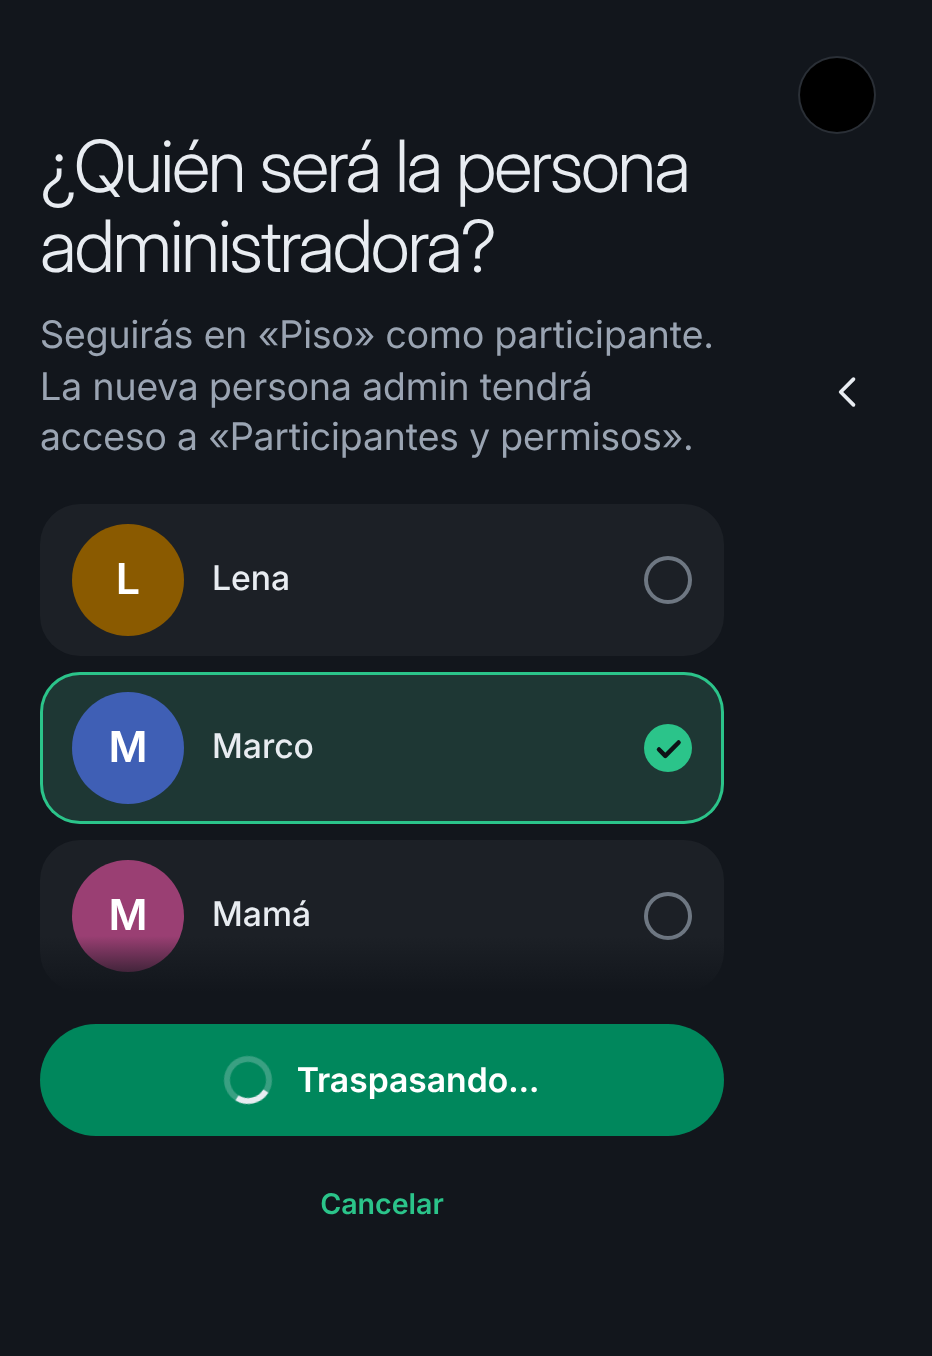 ¿Quién será la persona
administradora?
Seguirás en «Piso» como participante.
La nueva persona admin tendrá
acceso a «Participantes y permisos».
L
Lena
M
Marco
M
Mamá
Traspasando...
Cancelar